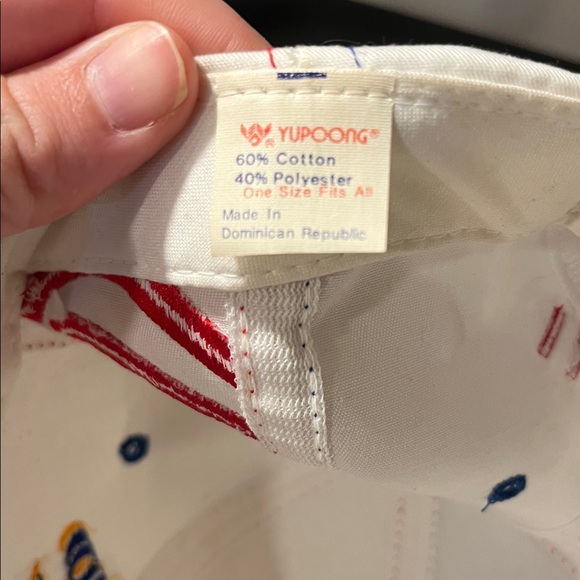 YUPOONG®
60% Cotton
40% Polyester
One Size Fits All
Made In
Dominican Republic